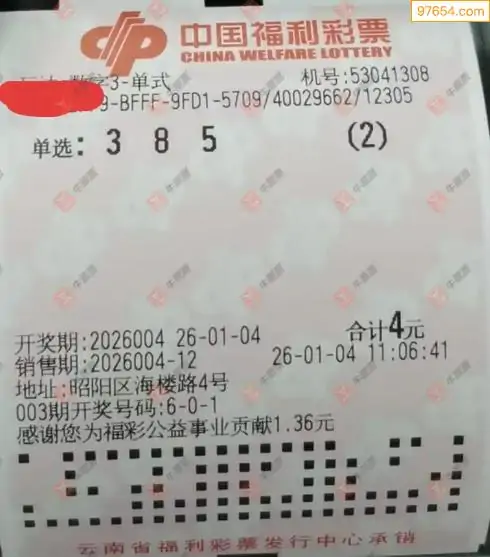 97654.com
中国福利彩票
CHINA WELFARE LOTTERY
数字3-单式 机号:53041308
9-BFFF-9FD1-5709/40029662/12305
单选: 3 8 5 (2)
合计4元
开奖期:2026004 26-01-04
销售期:2026004-12 26-01-04 11:06:41
地址:昭阳区海楼路4号
003期开奖号码:6-0-1
感谢您为福彩公益事业贡献1.36元
云南省福利彩票发行中心承销